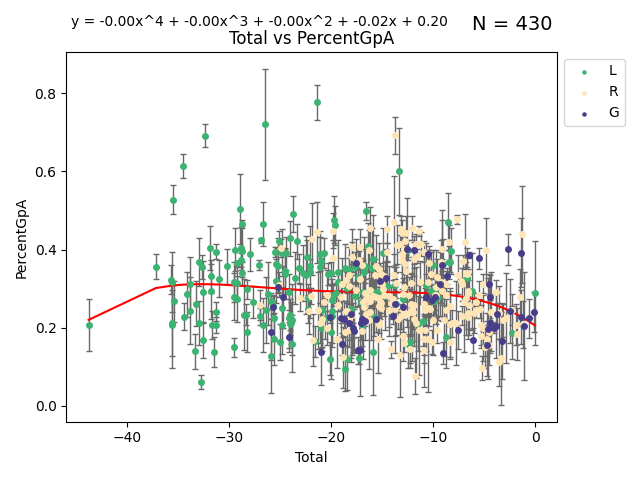 y = -0.00x^4 + -0.00x^3 + -0.00x^2 + -0.02x + 0.20
N = 430
Total vs PercentGpA
L
R
G
PercentGpA
0.8
0.6
0.4
0.2
0.0
−40
−30
−20
−10
0
Total